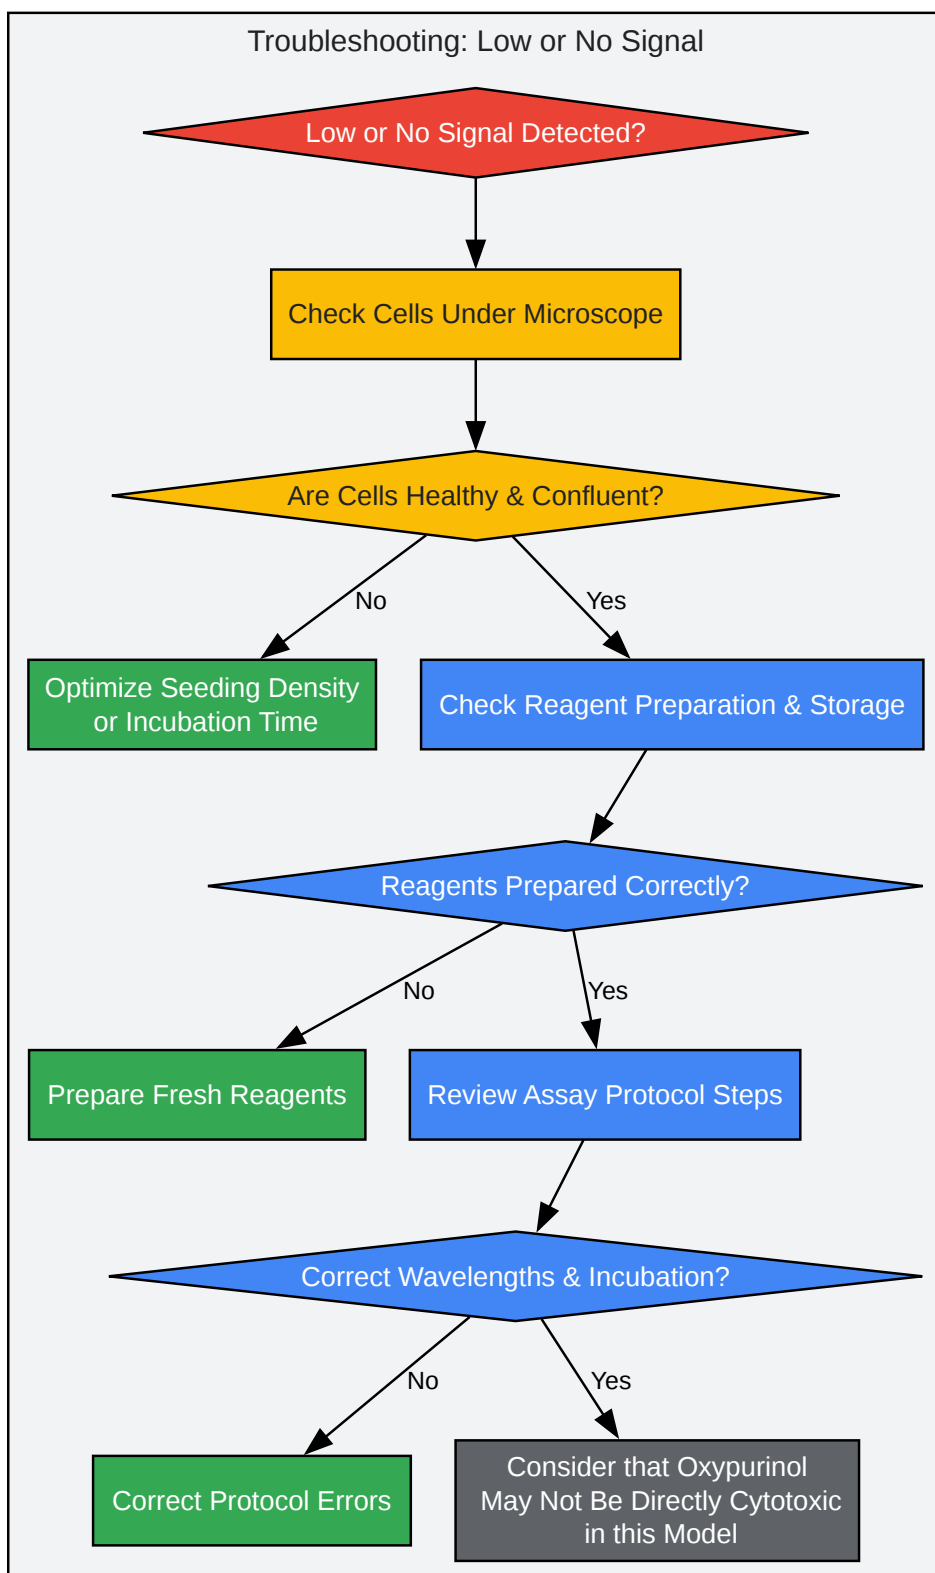 Troubleshooting: Low or No Signal
Low or No Signal Detected?
Check Cells Under Microscope
Are Cells Healthy & Confluent?
No
Yes
Optimize Seeding Density
or Incubation Time
Check Reagent Preparation & Storage
Reagents Prepared Correctly?
No
Yes
Prepare Fresh Reagents
Review Assay Protocol Steps
Correct Wavelengths & Incubation?
No
Yes
Correct Protocol Errors
Consider that Oxypurinol
May Not Be Directly Cytotoxic
in this Model